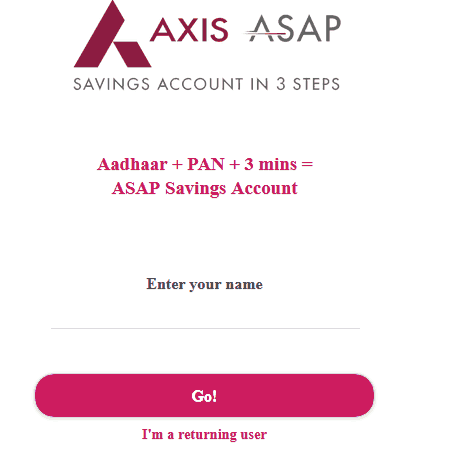 AXIS ASAP
SAVINGS ACCOUNT IN 3 STEPS
Aadhaar + PAN + 3 mins =
ASAP Savings Account
Enter your name
Go!
I'm a returning user